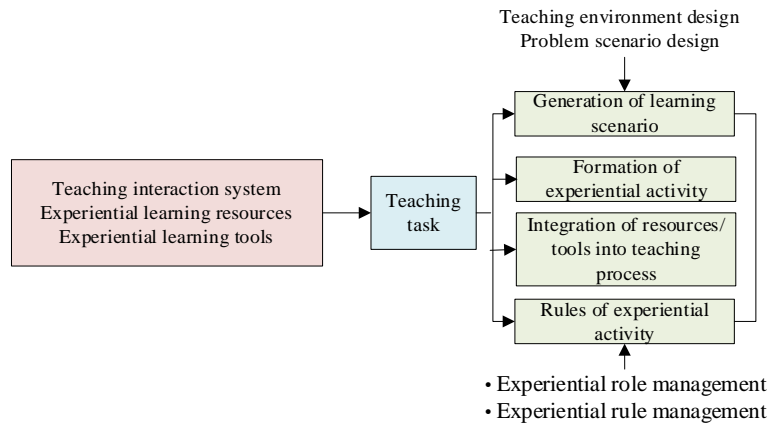 Teaching environment design
Problem scenario design
Generation of learning
scenario
Formation of
experiential activity
Teaching interaction system
Experiential learning resources
Experiential learning tools
Teaching
task
Integration of resources/
tools into teaching
process
Rules of experiential
activity
• Experiential role management
• Experiential rule management